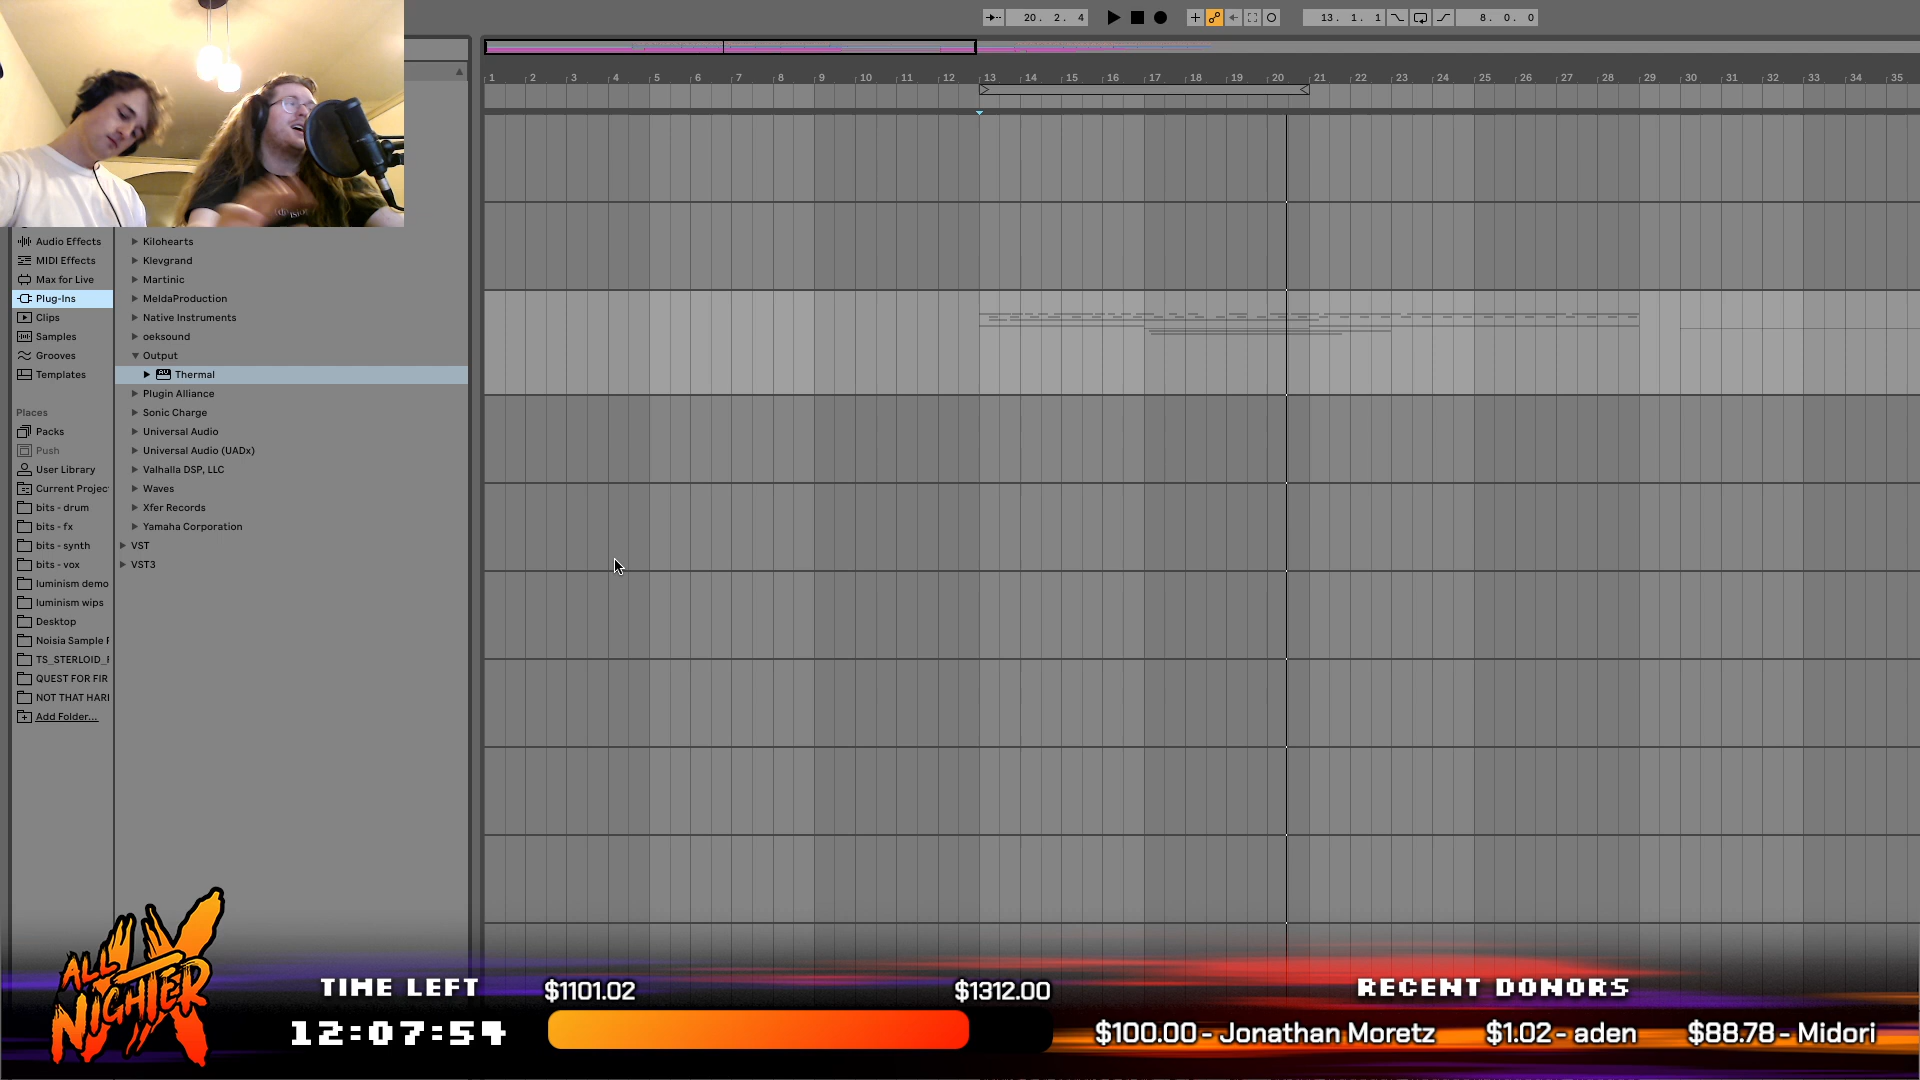 20. 2. 4
13. 1. 1
8. 0. 0
1 2 3 4 5 6 7 8 9 10 11 12 13 14 15 16 17 18 19 20 21 22 23 24 25 26 27 28 29 30 31 32 33 34 35
Audio Effects
MIDI Effects
Max for Live
Plug-Ins
Clips
Samples
Grooves
Templates
Places
Packs
Push
User Library
Current Projec
bits - drum
bits - fx
bits - synth
bits - vox
luminism demo
luminism wips
Desktop
Noisia Sample P
TS_STERLOID_F
QUEST FOR FIR
NOT THAT HARI
Add Folder...
Kilohearts
Klevgrand
Martinic
MeldaProduction
Native Instruments
oeksound
Output
Thermal
Plugin Alliance
Sonic Charge
Universal Audio
Universal Audio (UADx)
Valhalla DSP, LLC
Waves
Xfer Records
Yamaha Corporation
VST
VST3
ALL
NIGHTER
TIME LEFT
12:07:54
$1101.02
$1312.00
RECENT DONORS
$100.00 - Jonathan Moretz
$1.02 - aden
$88.78 - Midori